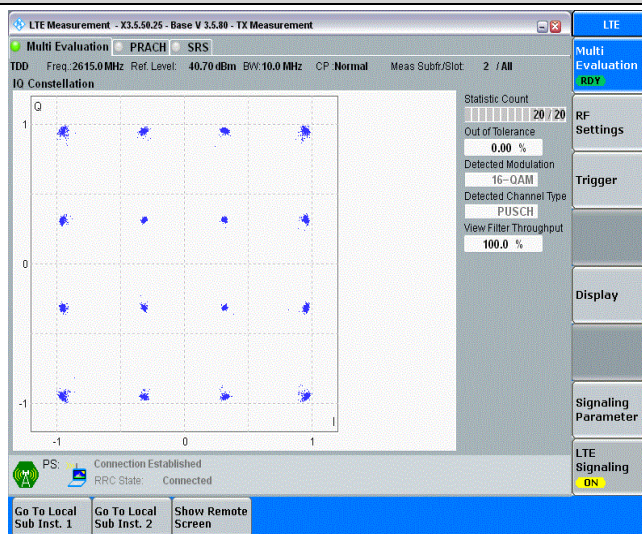 LTE Measurement - X3.5.50.25 - Base V 3.5.80 - TX Measurement
LTE
Multi Evaluation PRACH SRS
TDD Freq.:2615.0 MHz Ref. Level: 40.70 dBm BW:10.0 MHz CP :Normal Meas Subfr./Slot: 2 / All
IQ Constellation
Q
1
0
-1
-1 0 1
I
Statistic Count
20 / 20
Out of Tolerance
0.00 %
Detected Modulation
16-QAM
Detected Channel Type
PUSCH
View Filter Throughput
100.0 %
Multi
Evaluation
RDY
RF
Settings
Trigger
Display
Signaling
Parameter
LTE
Signaling
ON
PS: Connection Established
RRC State: Connected
Go To Local
Sub Inst. 1
Go To Local
Sub Inst. 2
Show Remote
Screen